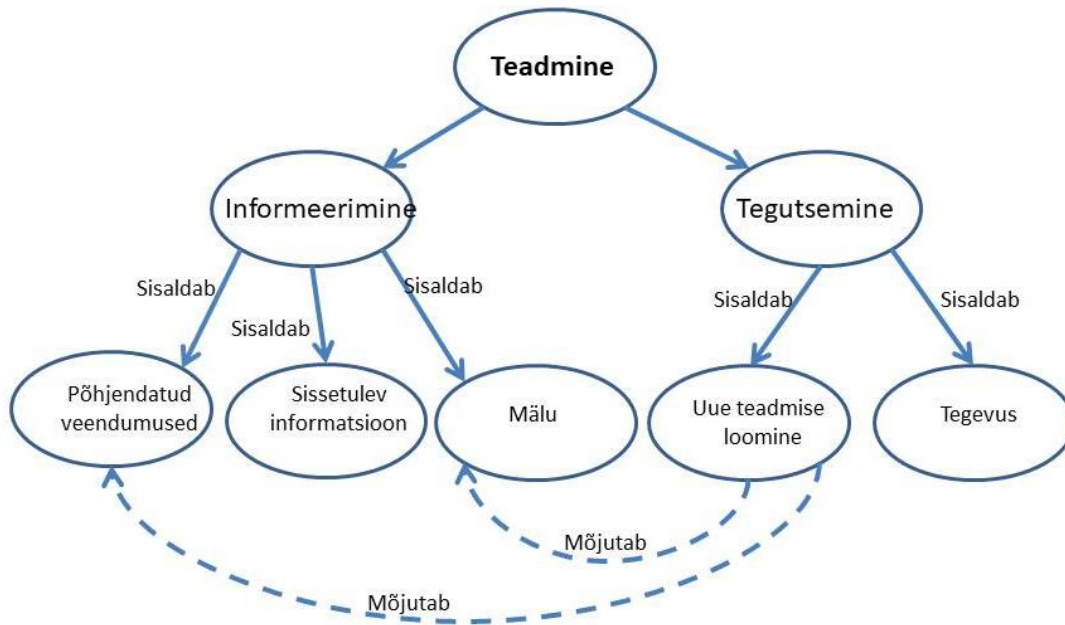 Teadmine
Informeerimine
Tegutsemine
Sisaldab
Sisaldab
Sisaldab
Sisaldab
Sisaldab
Põhjendatud
veendumused
Sissetulev
informatsioon
Mälu
Uue teadmise
loomine
Tegevus
Mõjutab
Mõjutab